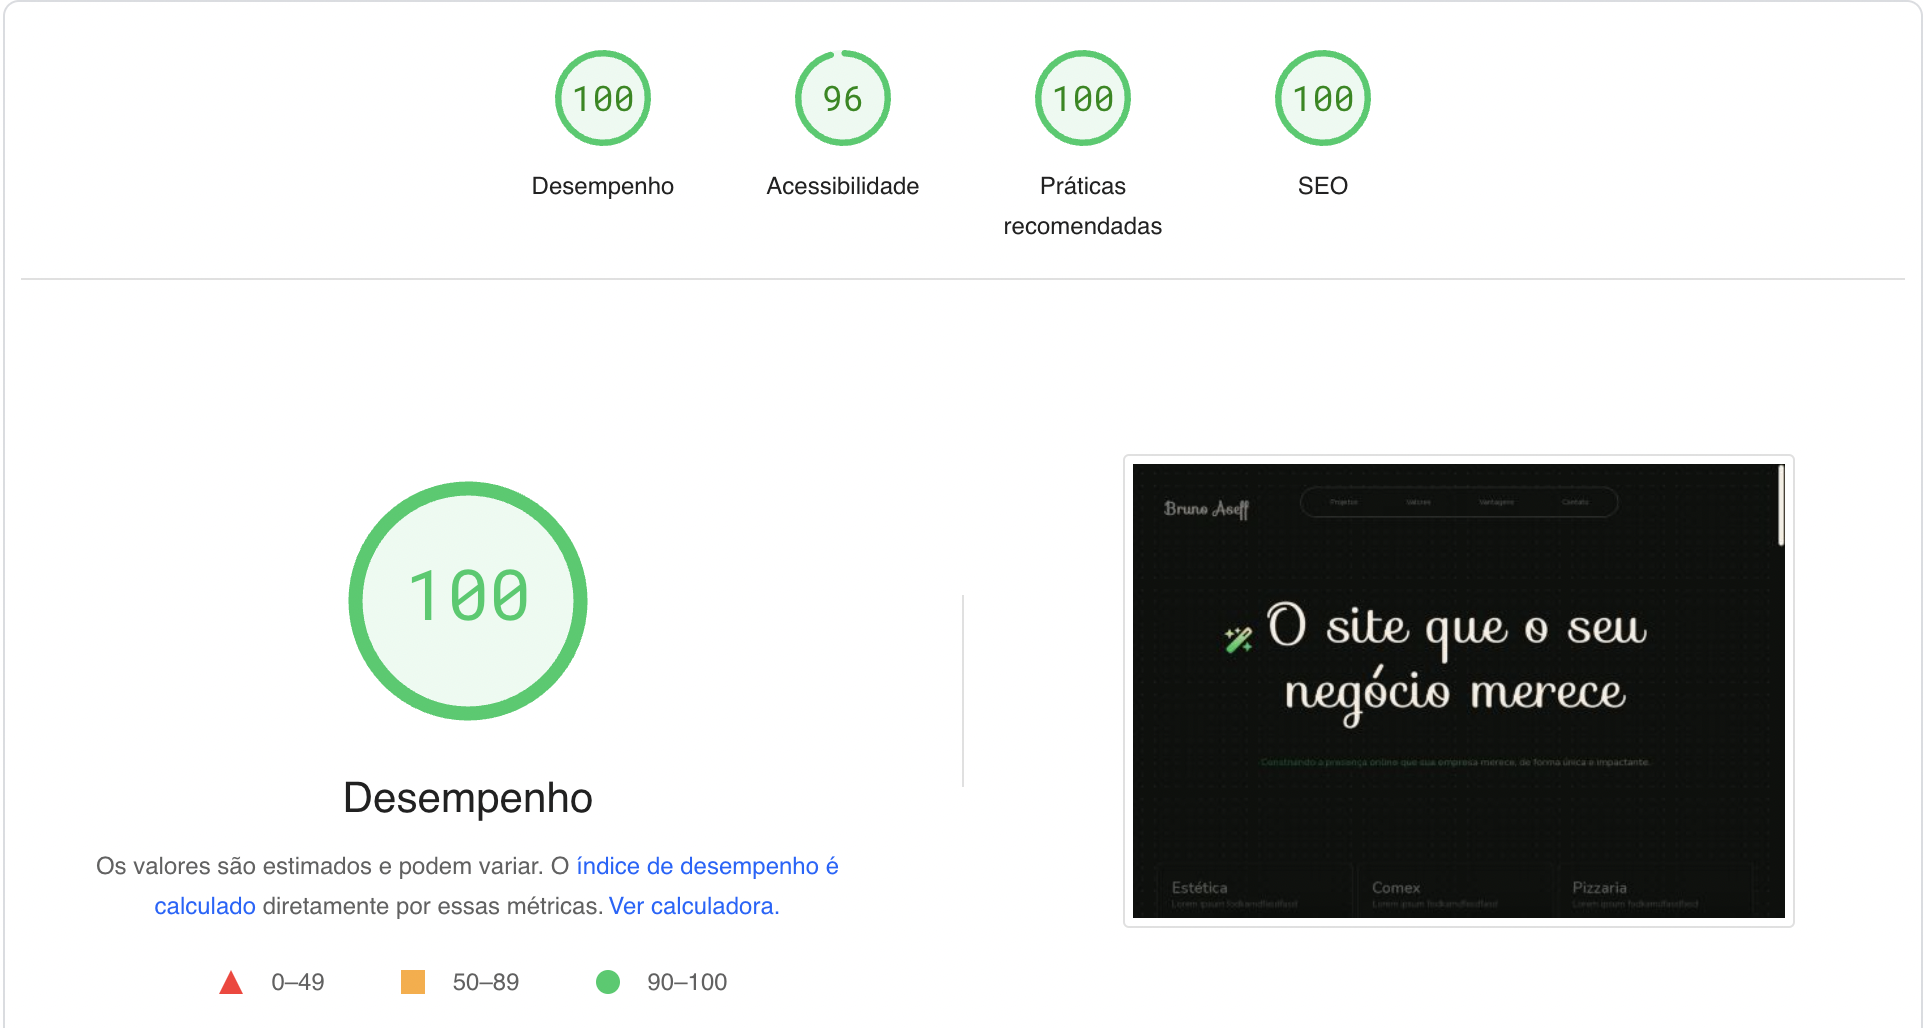 100
96
100
100
Desempenho
Acessibilidade
Práticas
recomendadas
SEO
100
Desempenho
Os valores são estimados e podem variar. O índice de desempenho é
calculado diretamente por essas métricas. Ver calculadora.
0–49
50–89
90–100
Bruno Aseff
Projetos
Valores
Vantagens
Contato
O site que o seu
negócio merece
Construindo a presença online que sua empresa merece, de forma única e impactante.
Estética
Comex
Pizzaria
Lorem ipsum
Lorem ipsum
Lorem ipsum